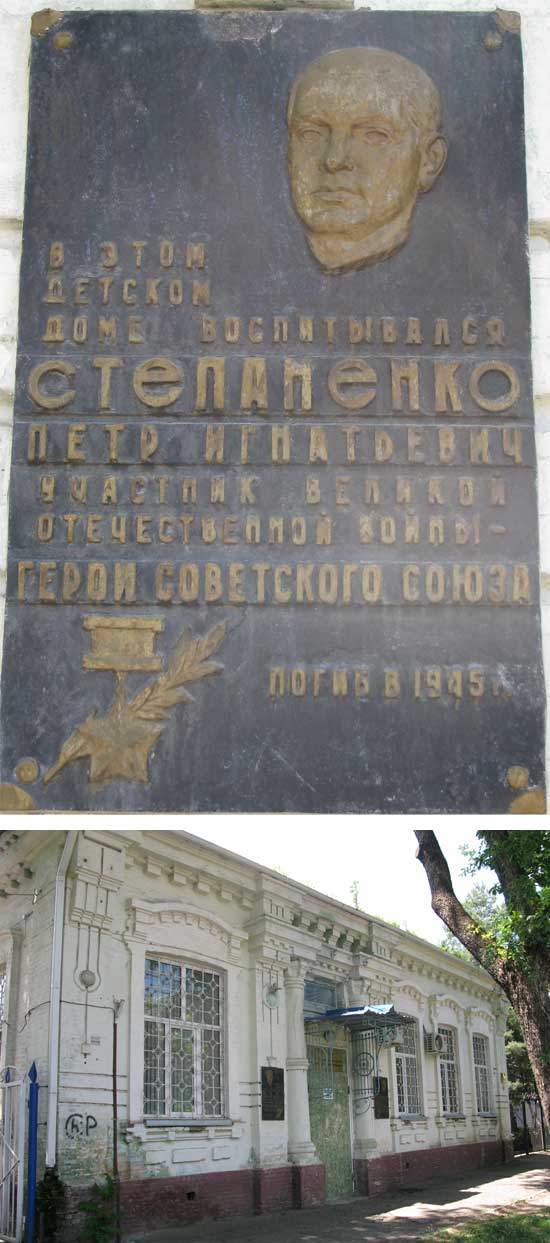 В ЭТОМ
ДЕТСКОМ
ДОМЕ ВОСПИТЫВАЛСЯ
СТЕПАНЕНКО
ПЕТР ИГНАТЬЕВИЧ
УЧАСТНИК ВЕЛИКОЙ
ОТЕЧЕСТВЕННОЙ ВОЙНЫ-
ГЕРОЙ СОВЕТСКОГО СОЮЗА
ПОГИБ В 1945 г.